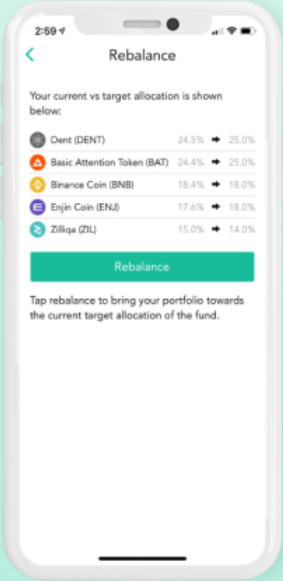 2:59
Rebalance
Your current vs target allocation is shown
below:
Dent (DENT) 24.5% → 25.0%
Basic Attention Token (BAT) 24.4% → 25.0%
Binance Coin (BNB) 18.4% → 18.0%
Enjin Coin (ENJ) 17.6% → 18.0%
Zilliqa (ZIL) 15.0% → 14.0%
Rebalance
Tap rebalance to bring your portfolio towards
the current target allocation of the fund.